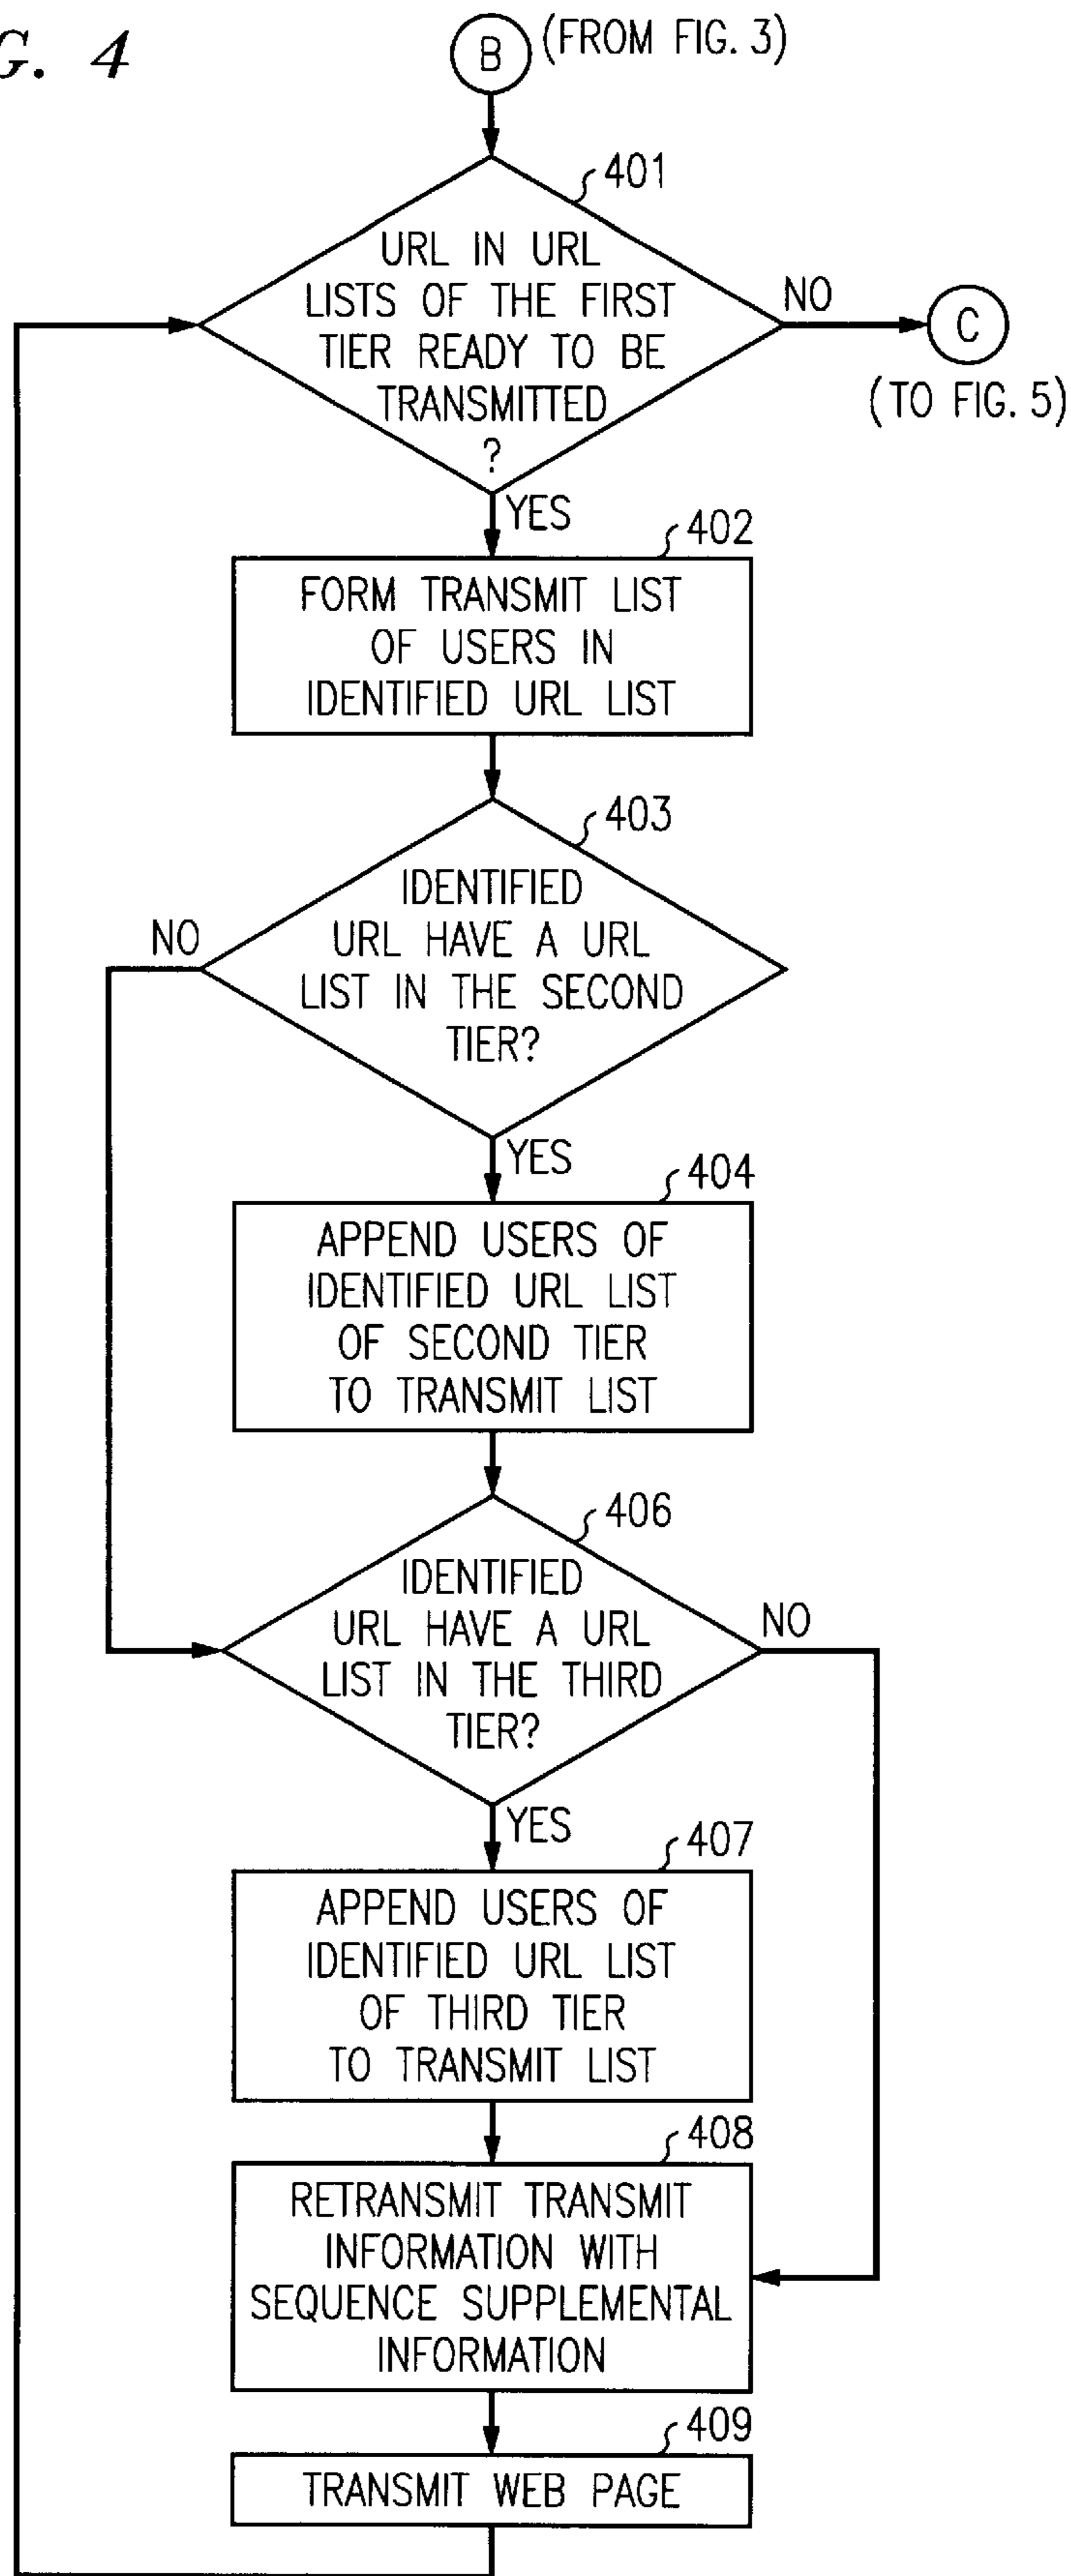 G. 4
B (FROM FIG. 3)
401
URL IN URL
LISTS OF THE FIRST
TIER READY TO BE
TRANSMITTED
?
NO
C
(TO FIG. 5)
YES
402
FORM TRANSMIT LIST
OF USERS IN
IDENTIFIED URL LIST
403
IDENTIFIED
URL HAVE A URL
LIST IN THE SECOND
TIER?
NO
YES
404
APPEND USERS OF
IDENTIFIED URL LIST
OF SECOND TIER
TO TRANSMIT LIST
406
IDENTIFIED
URL HAVE A URL
LIST IN THE THIRD
TIER?
NO
YES
407
APPEND USERS OF
IDENTIFIED URL LIST
OF THIRD TIER
TO TRANSMIT LIST
408
RETRANSMIT TRANSMIT
INFORMATION WITH
SEQUENCE SUPPLEMENTAL
INFORMATION
409
TRANSMIT WEB PAGE